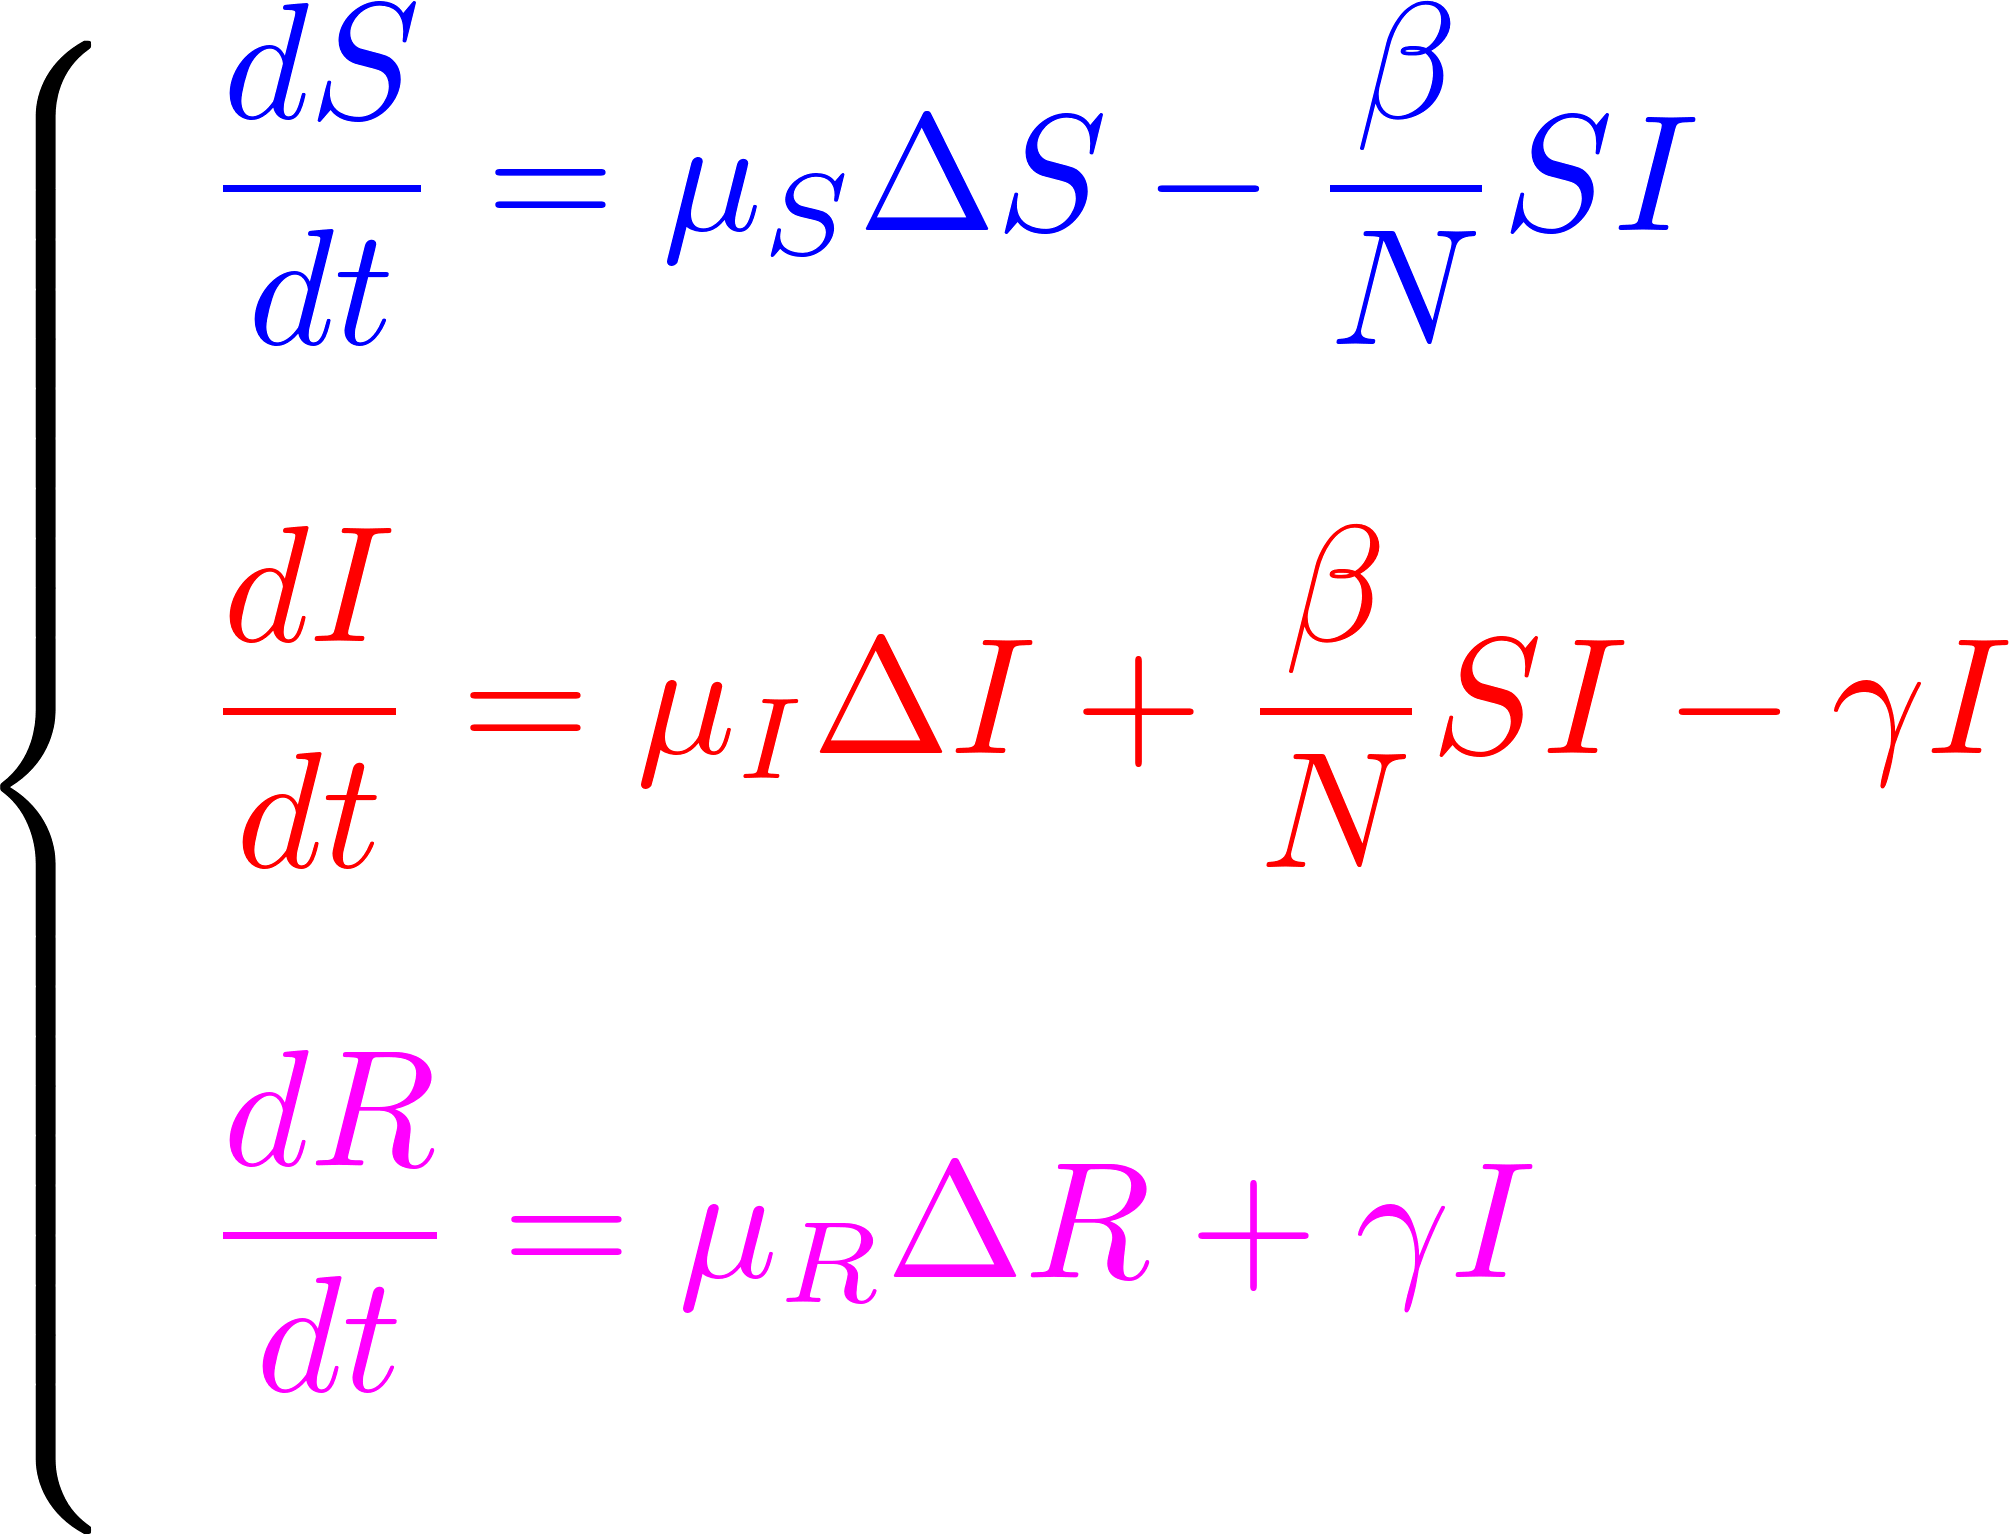 dS/dt = μ_S ΔS − β/N SI
dI/dt = μ_I ΔI + β/N SI − γI
dR/dt = μ_R ΔR + γI